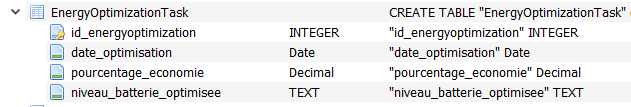 EnergyOptimizationTask CREATE TABLE "EnergyOptimizationTask" (
id_energyoptimization INTEGER "id_energyoptimization" INTEGER
date_optimisation Date "date_optimisation" Date
pourcentage_economie Decimal "pourcentage_economie" Decimal
niveau_batterie_optimisee TEXT "niveau_batterie_optimisee" TEXT